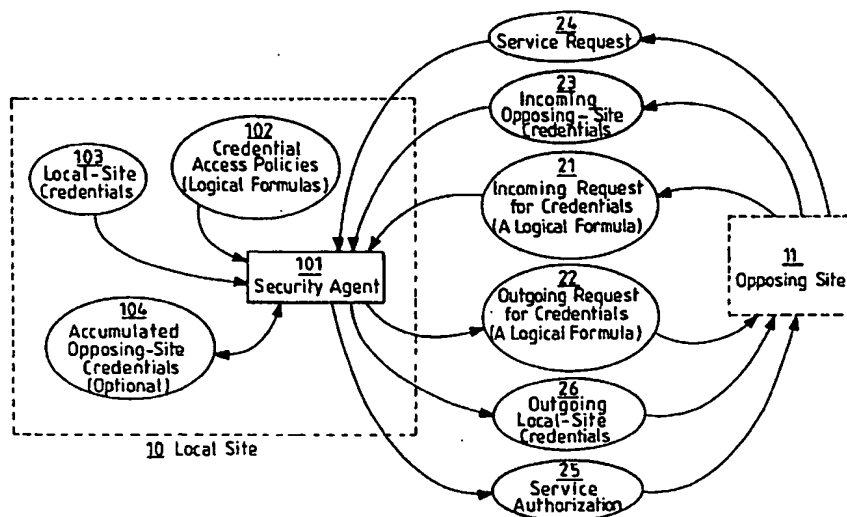 24
Service Request
23
Incoming
Opposing-Site
Credentials
102
Credential
Access Policies
(Logical Formulas)
103
Local-Site
Credentials
21
Incoming Request
for Credentials
(A Logical Formula)
101
Security Agent
11
Opposing Site
22
Outgoing Request
for Credentials
(A Logical Formula)
104
Accumulated
Opposing-Site
Credentials
(Optional)
26
Outgoing
Local-Site
Credentials
10 Local Site
25
Service
Authorization